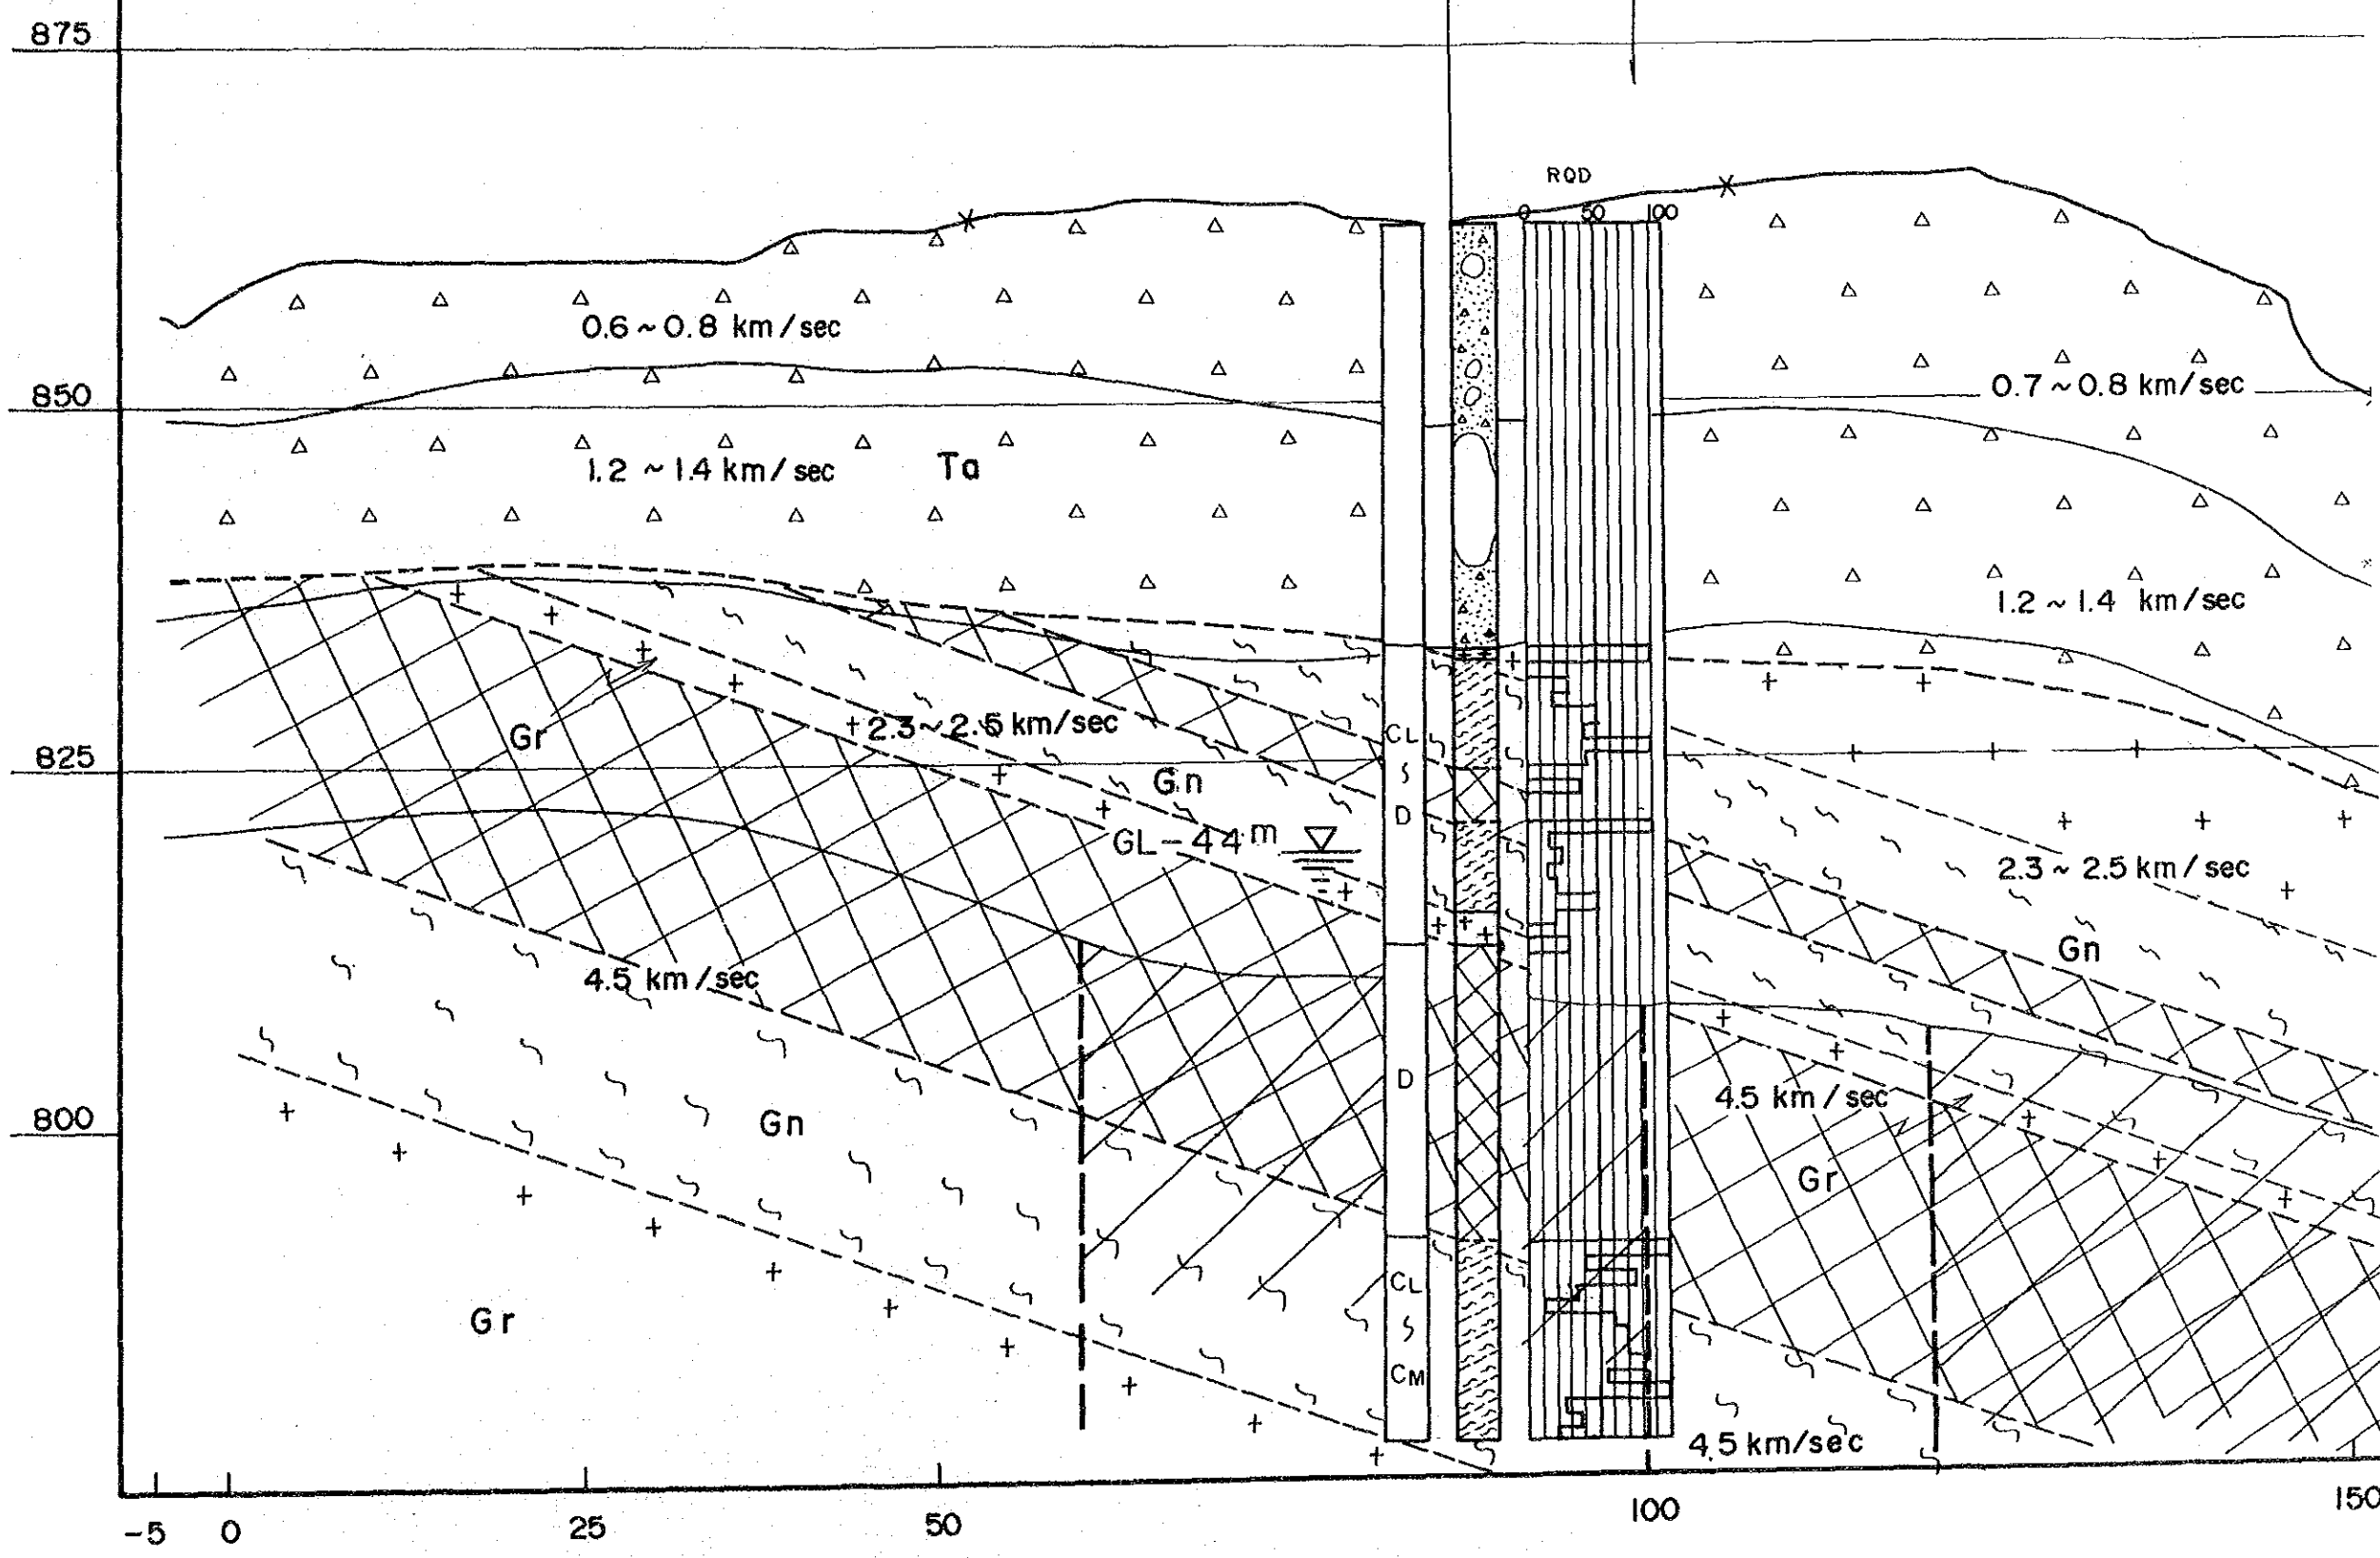 875
RQD
0 50 100
0.6 ~ 0.8 km/sec
0.7 ~ 0.8 km/sec
850
1.2 ~ 1.4 km/sec
Ta
1.2 ~ 1.4 km/sec
Gr
2.3 ~ 2.5 km/sec
CL
825
Gn
D
GL-44m
2.3 ~ 2.5 km/sec
Gn
4.5 km/sec
D
4.5 km/sec
800
Gn
Gr
CL
Gr
CM
4.5 km/sec
-5 0 25 50 100 150